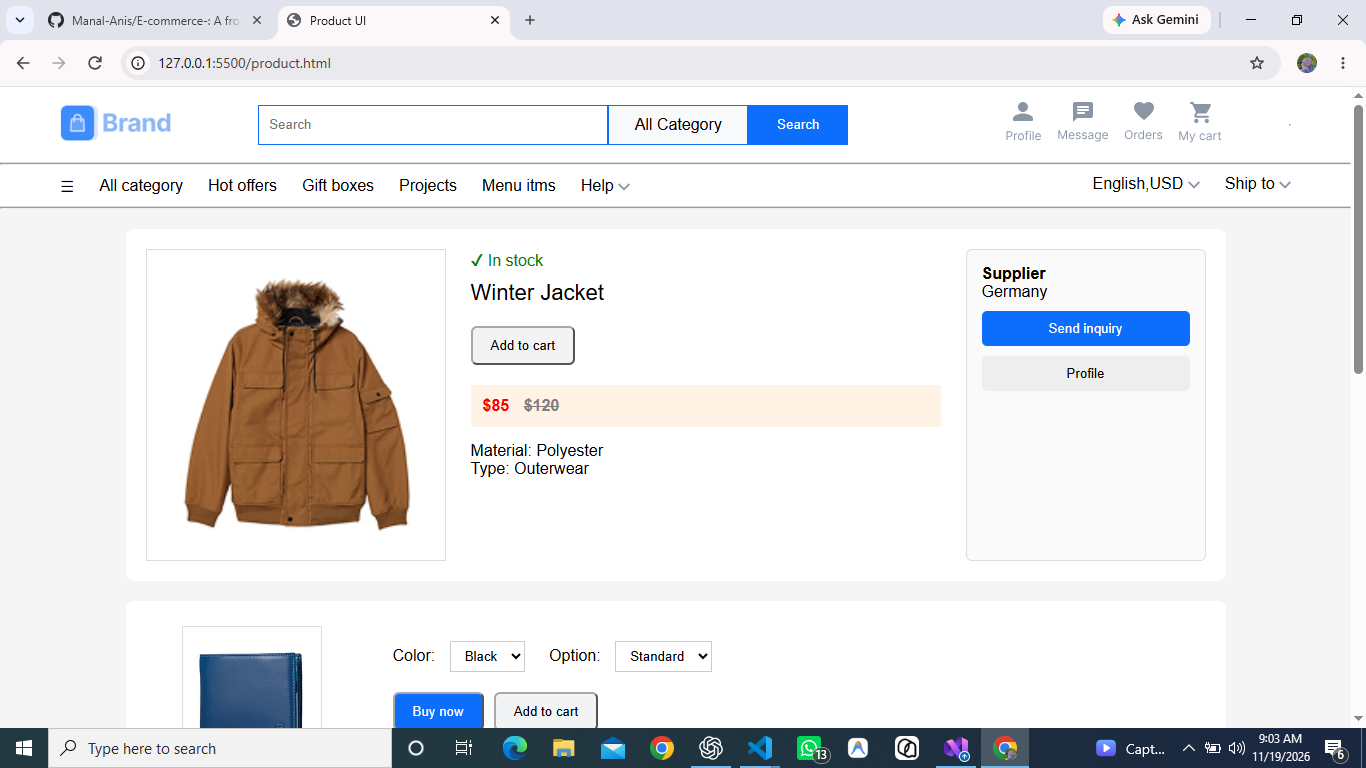 Manal-Anis/E-commerce-: A fro
Product UI
Ask Gemini
127.0.0.1:5500/product.html
Brand
Search
All Category
Search
Profile
Message
Orders
My cart
☰ All category Hot offers Gift boxes Projects Menu itms Help
English,USD Ship to
✔ In stock
Winter Jacket
Add to cart
$85 $120
Material: Polyester
Type: Outerwear
Supplier
Germany
Send inquiry
Profile
Color: Black Option: Standard
Buy now Add to cart
Type here to search
13
Capt...
9:03 AM
11/19/2026
6